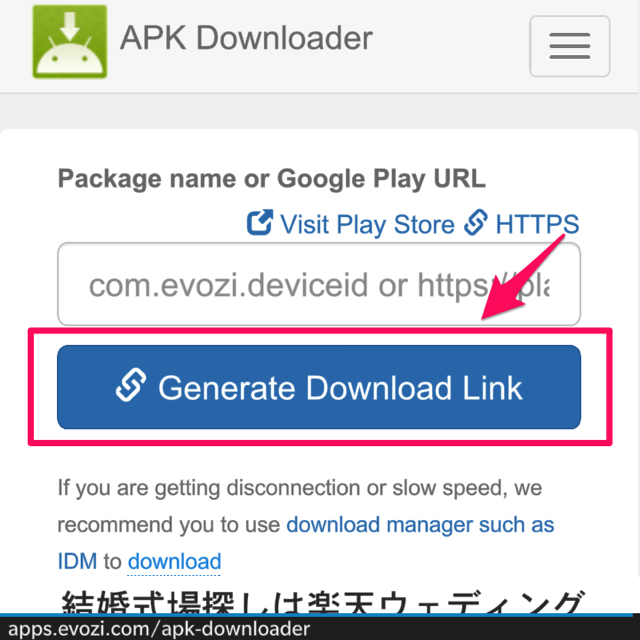 APK Downloader
Package name or Google Play URL
Visit Play Store HTTPS
com.evozi.deviceid or https://pla
Generate Download Link
If you are getting disconnection or slow speed, we
recommend you to use download manager such as
IDM to download
結婚式場探しは楽天ウェディング
apps.evozi.com/apk-downloader